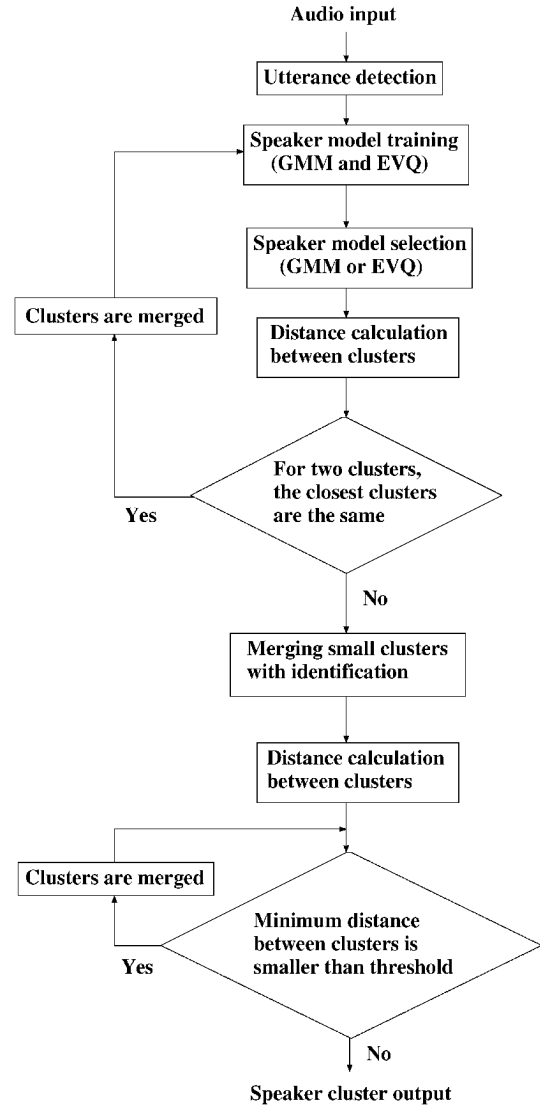 Audio input
Utterance detection
Speaker model training
(GMM and EVQ)
Speaker model selection
(GMM or EVQ)
Clusters are merged
Distance calculation
between clusters
For two clusters,
the closest clusters
are the same
Yes
No
Merging small clusters
with identification
Distance calculation
between clusters
Clusters are merged
Minimum distance
between clusters is
smaller than threshold
Yes
No
Speaker cluster output